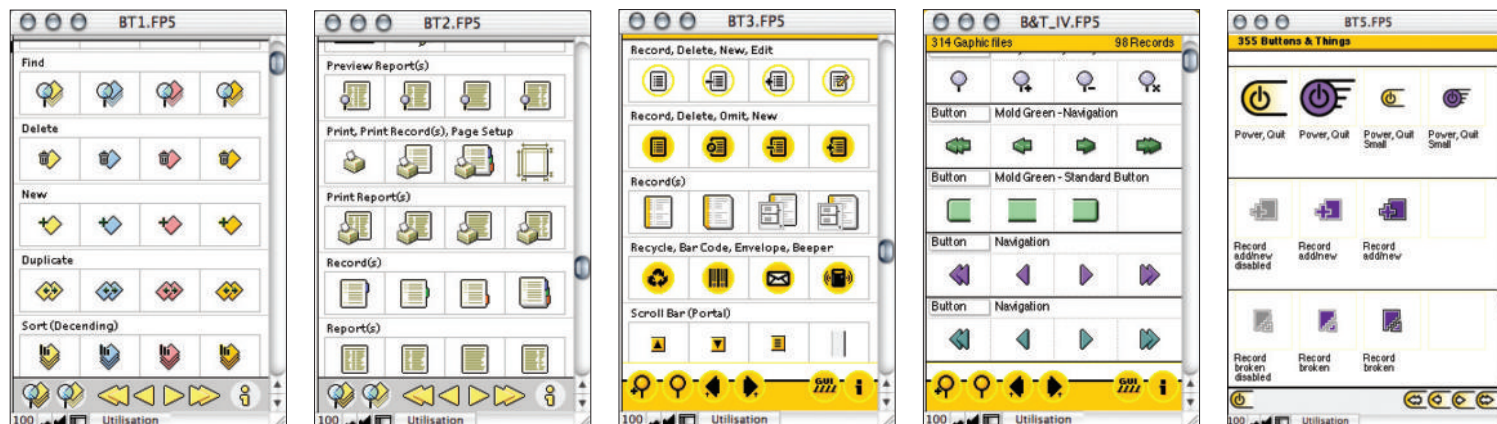 BT1.FP5
Find
Delete
New
Duplicate
Sort (Decending)
100
Utilisation
BT2.FP5
Preview Report(s)
Print, Print Record(s), Page Setup
Print Report(s)
Record(s)
Report(s)
100
Utilisation
BT3.FP5
Record, Delete, New, Edit
Record, Delete, Omit, New
Record(s)
Recycle, Bar Code, Envelope, Beeper
Scroll Bar (Portal)
GUI
100
Utilisation
B&T_IV.FP5
314 Gaphic files 98 Records
Button Mold Green - Navigation
Button Mold Green - Standard Button
Button Navigation
Button Navigation
GUI
100
Utilisation
BT5.FP5
355 Buttons & Things
Power, Quit Power, Quit Power, Quit Power, Quit
Small Small
Record Record Record
add/new add/new add/new
disabled
Record Record Record
broken broken broken
disabled
100
Utilisation